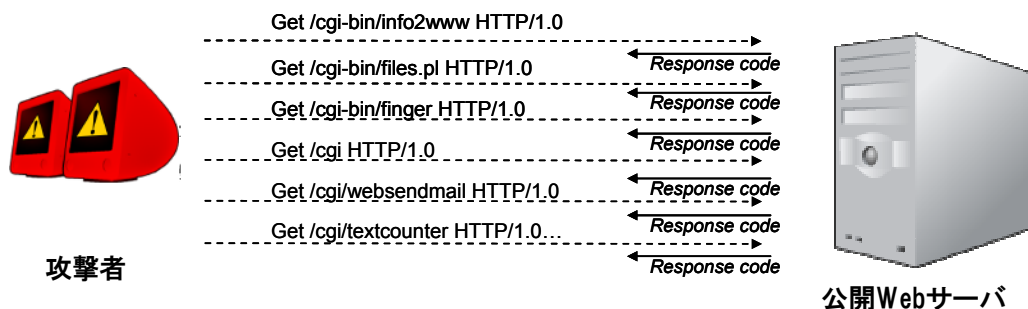 Get /cgi-bin/info2www HTTP/1.0
Response code
Get /cgi-bin/files.pl HTTP/1.0
Response code
Get /cgi-bin/finger HTTP/1.0
Response code
Get /cgi HTTP/1.0
Response code
Get /cgi/websendmail HTTP/1.0
Response code
Get /cgi/textcounter HTTP/1.0…
Response code
攻撃者
公開Webサーバ